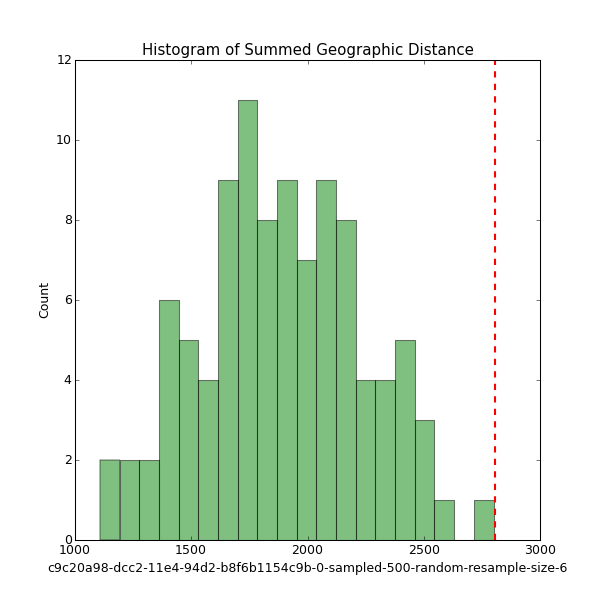 Histogram of Summed Geographic Distance
12
10
8
6
4
2
0
Count
1000 1500 2000 2500 3000
c9c20a98-dcc2-11e4-94d2-b8f6b1154c9b-0-sampled-500-random-resample-size-6